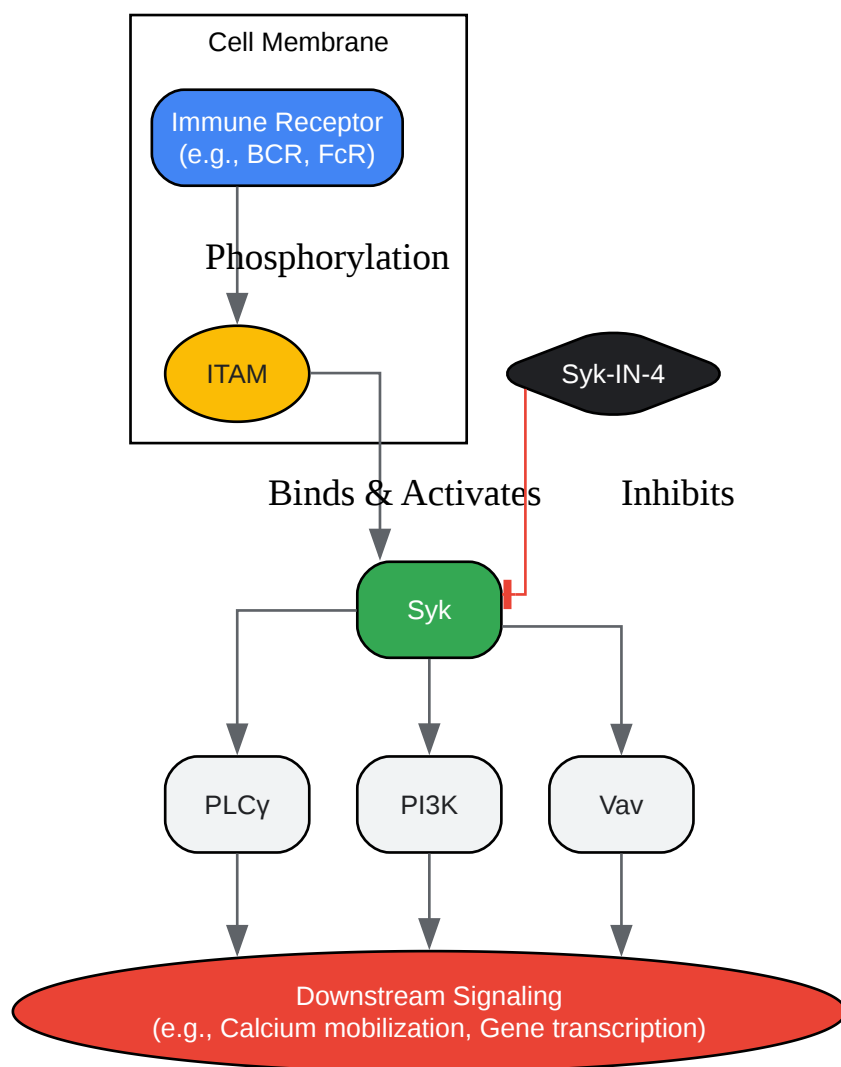 Cell Membrane
Immune Receptor
(e.g., BCR, FcR)
Phosphorylation
ITAM
Syk-IN-4
Binds & Activates
Inhibits
Syk
PLCγ
PI3K
Vav
Downstream Signaling
(e.g., Calcium mobilization, Gene transcription)